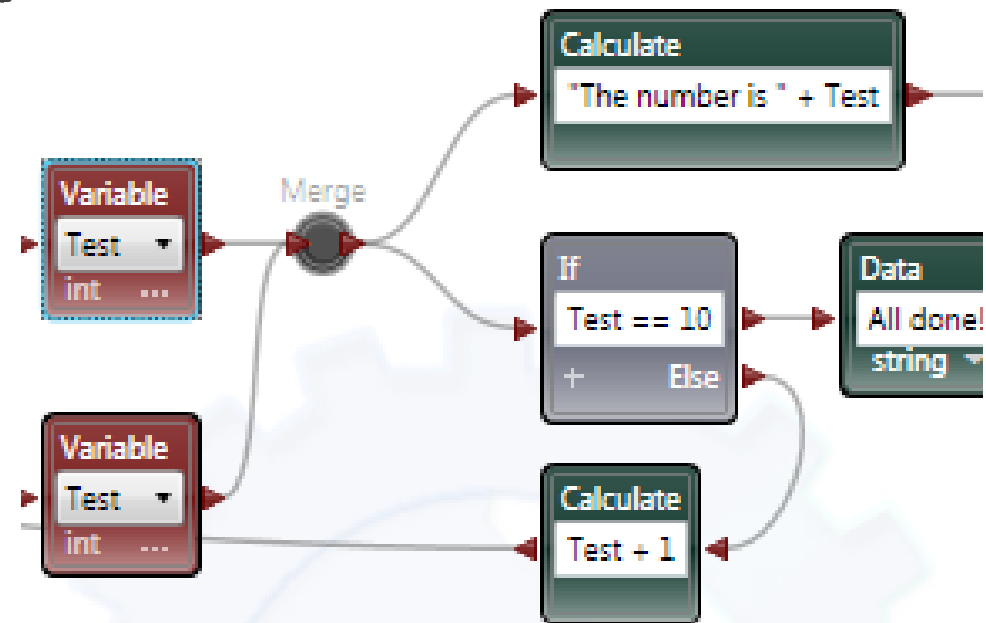 Calculate
"The number is " + Test
Variable
Test
int ...
Merge
If
Test == 10
+ Else
Data
All done!
string
Variable
Test
int ...
Calculate
Test + 1